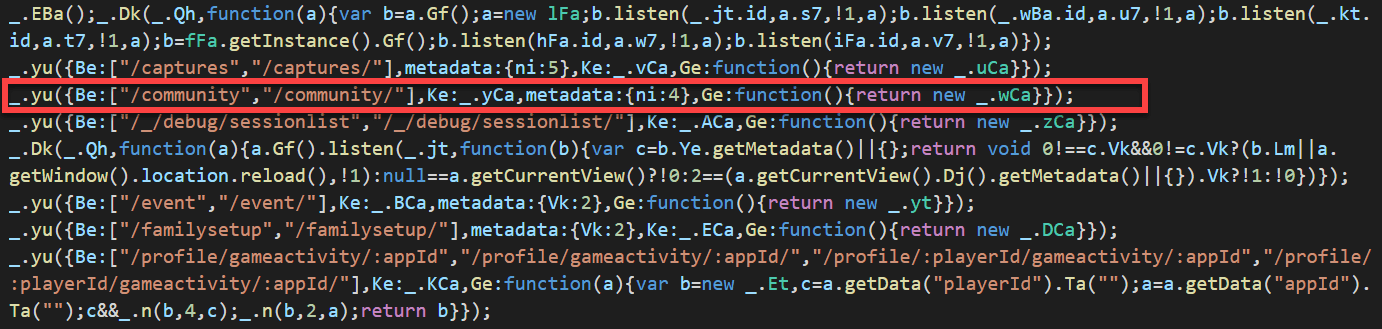 _.EBa();_.Dk(_.Qh,function(a){var b=a.Gf();a=new lFa;b.listen(_.jt.id,a.s7,!1,a);b.listen(_.wBa.id,a.u7,!1,a);b.listen(_.kt.
id,a.t7,!1,a);b=fFa.getInstance().Gf();b.listen(hFa.id,a.w7,!1,a);b.listen(iFa.id,a.v7,!1,a)});
_.yu({Be:["/captures","/captures/"],metadata:{ni:5},Ke:_.vCa,Ge:function(){return new _.uCa}});
_.yu({Be:["/community","/community/"],Ke:_.yCa,metadata:{ni:4},Ge:function(){return new _.wCa}});
_.yu({Be:["/_/debug/sessionlist","/_/debug/sessionlist/"],Ke:_.ACa,Ge:function(){return new _.zCa}});
_.Dk(_.Qh,function(a){a.Gf().listen(_.jt,function(b){var c=b.Ye.getMetadata()||{};return void 0!==c.Vk&&0!=c.Vk?(b.Lm||a.
getWindow().location.reload(),!1):null==a.getCurrentView()?!0:2==(a.getCurrentView().Dj().getMetadata()||{}).Vk?!1:!0})});
_.yu({Be:["/event","/event/"],Ke:_.BCa,metadata:{Vk:2},Ge:function(){return new _.yt}});
_.yu({Be:["/familysetup","/familysetup/"],metadata:{Vk:2},Ke:_.ECa,Ge:function(){return new _.DCa}});
_.yu({Be:["/profile/gameactivity/:appId","/profile/gameactivity/:appId/","/profile/:playerId/gameactivity/:appId","/profile/
:playerId/gameactivity/:appId/"],Ke:_.KCa,Ge:function(a){var b=new _.Et,c=a.getData("playerId").Ta("");a=a.getData("appId").
Ta("");c&&_.n(b,4,c);_.n(b,2,a);return b}});